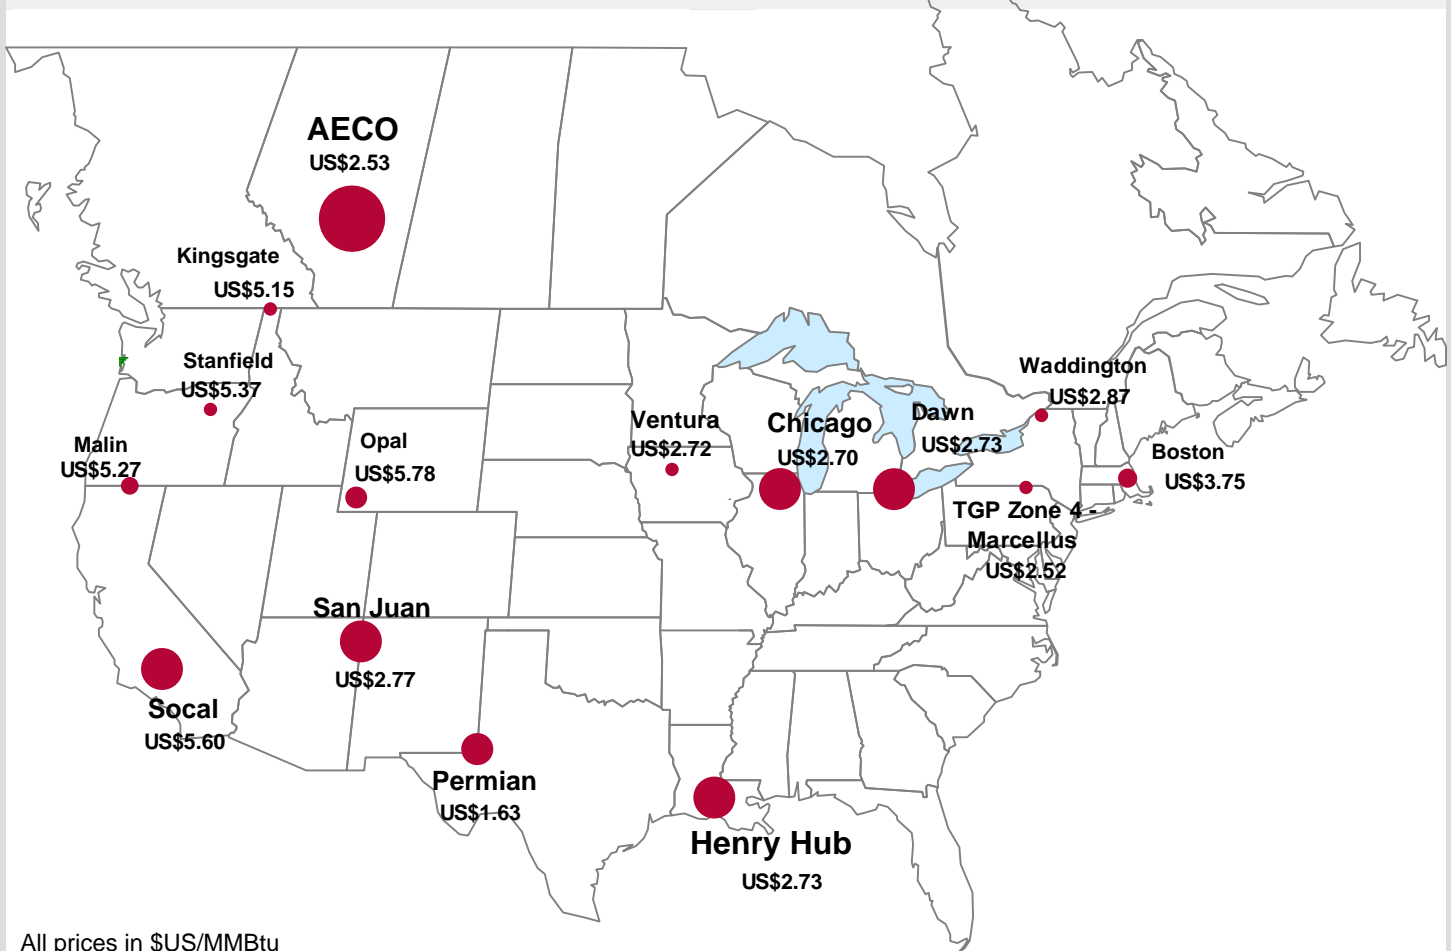 AECO
US$2.53
Kingsgate
US$5.15
Stanfield
US$5.37
Waddington
US$2.87
Malin
US$5.27
Opal
US$5.78
Ventura
US$2.72
Chicago
US$2.70
Dawn
US$2.73
Boston
US$3.75
TGP Zone 4 -
Marcellus
US$2.52
San Juan
US$2.77
Socal
US$5.60
Permian
US$1.63
Henry Hub
US$2.73
All prices in $US/MMBtu